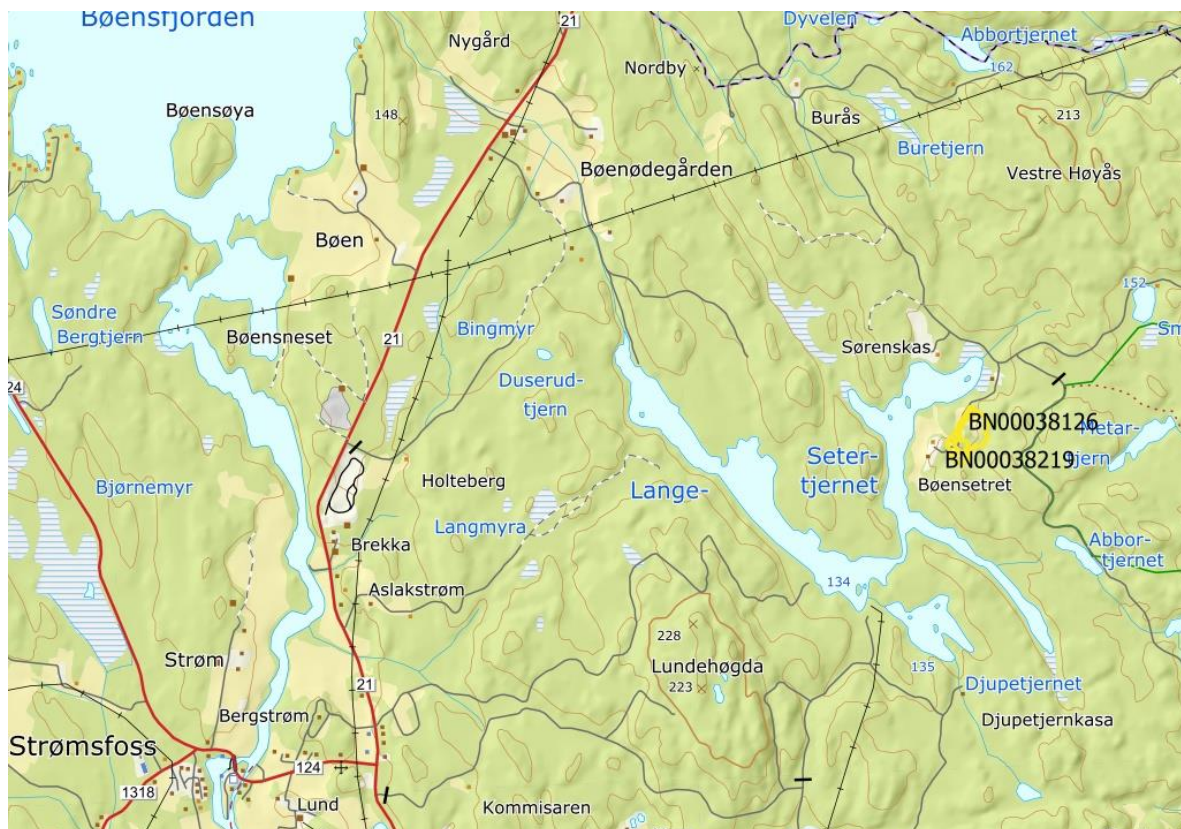 Bøensfjorden
21
Dyvelen
Abbortjernet
162
Nygård
Nordby
Bøensøya
148
Burås
213
Buretjern
Bøenødegården
Vestre Høyås
Bøen
152
Søndre
Bergtjern
Bøensneset
21
Bingmyr
Sørenskas
Sm
24
Duserud-
tjern
BN00038126
Metar-
tjern
BN00038219
Seter-
tjernet
Bøensetret
Bjørnemyr
Holteberg
Lange-
Langmyra
Brekka
Abbor-
tjernet
Aslakstrøm
134
228
Strøm
Lundehøgda
135
21
223
Djupetjernet
Bergstrøm
Djupetjernkasa
Strømsfoss
124
1318
Lund
Kommisaren